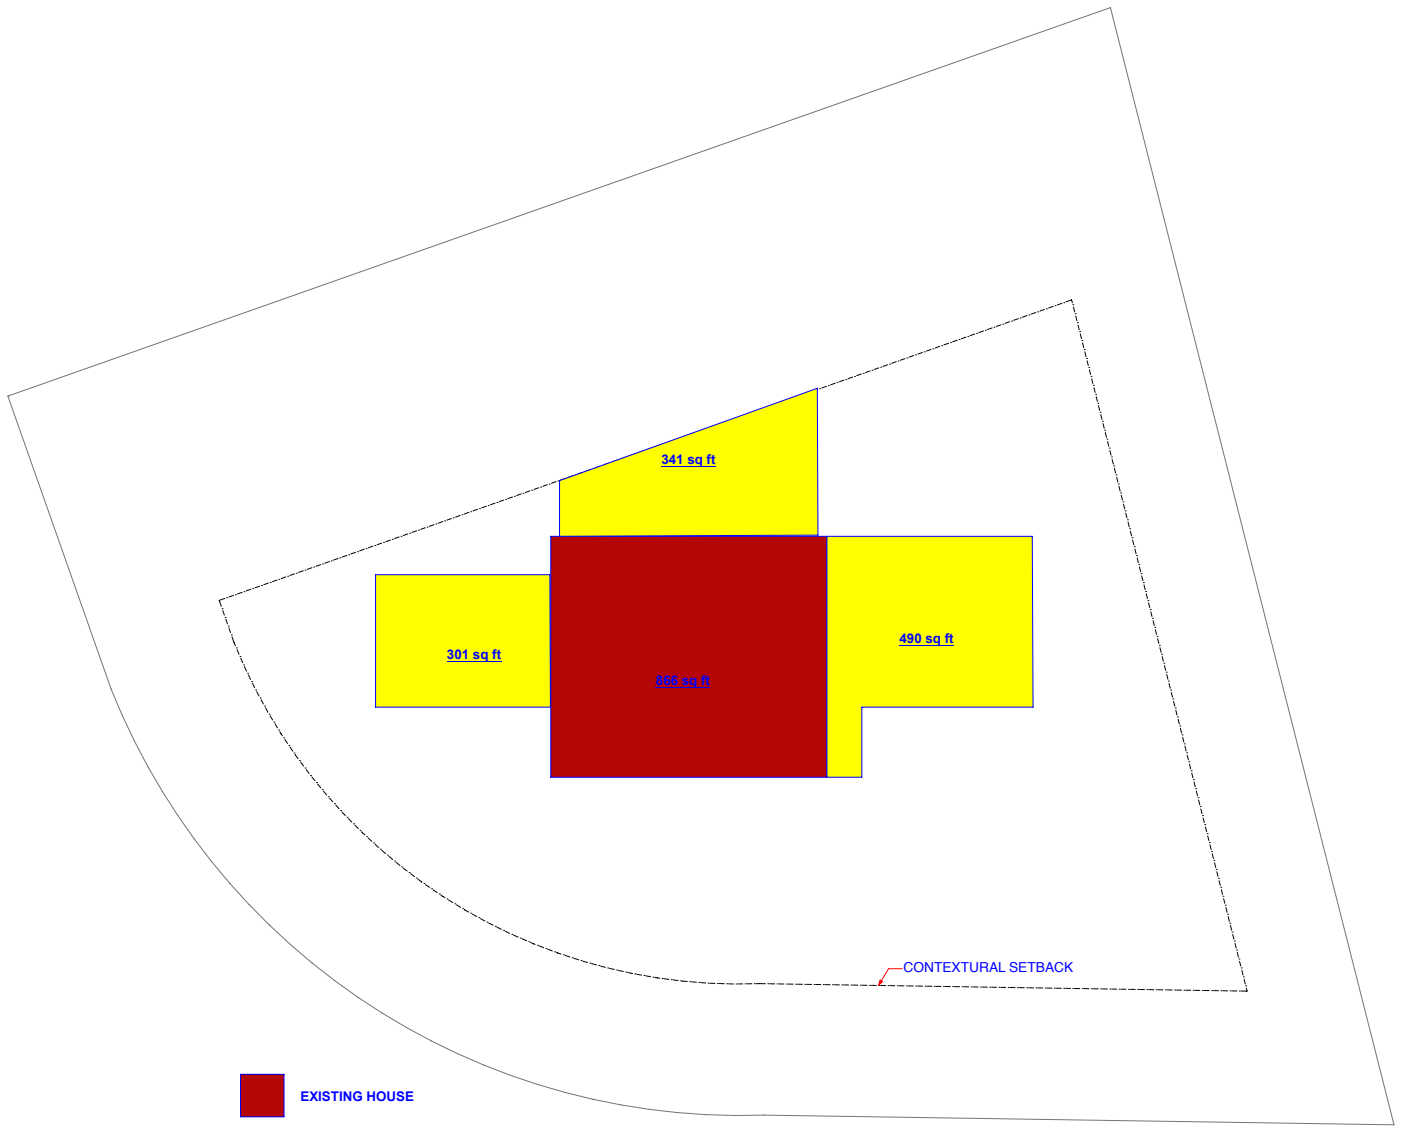 341 sq ft
490 sq ft
301 sq ft
866 sq ft
CONTEXTURAL SETBACK
EXISTING HOUSE